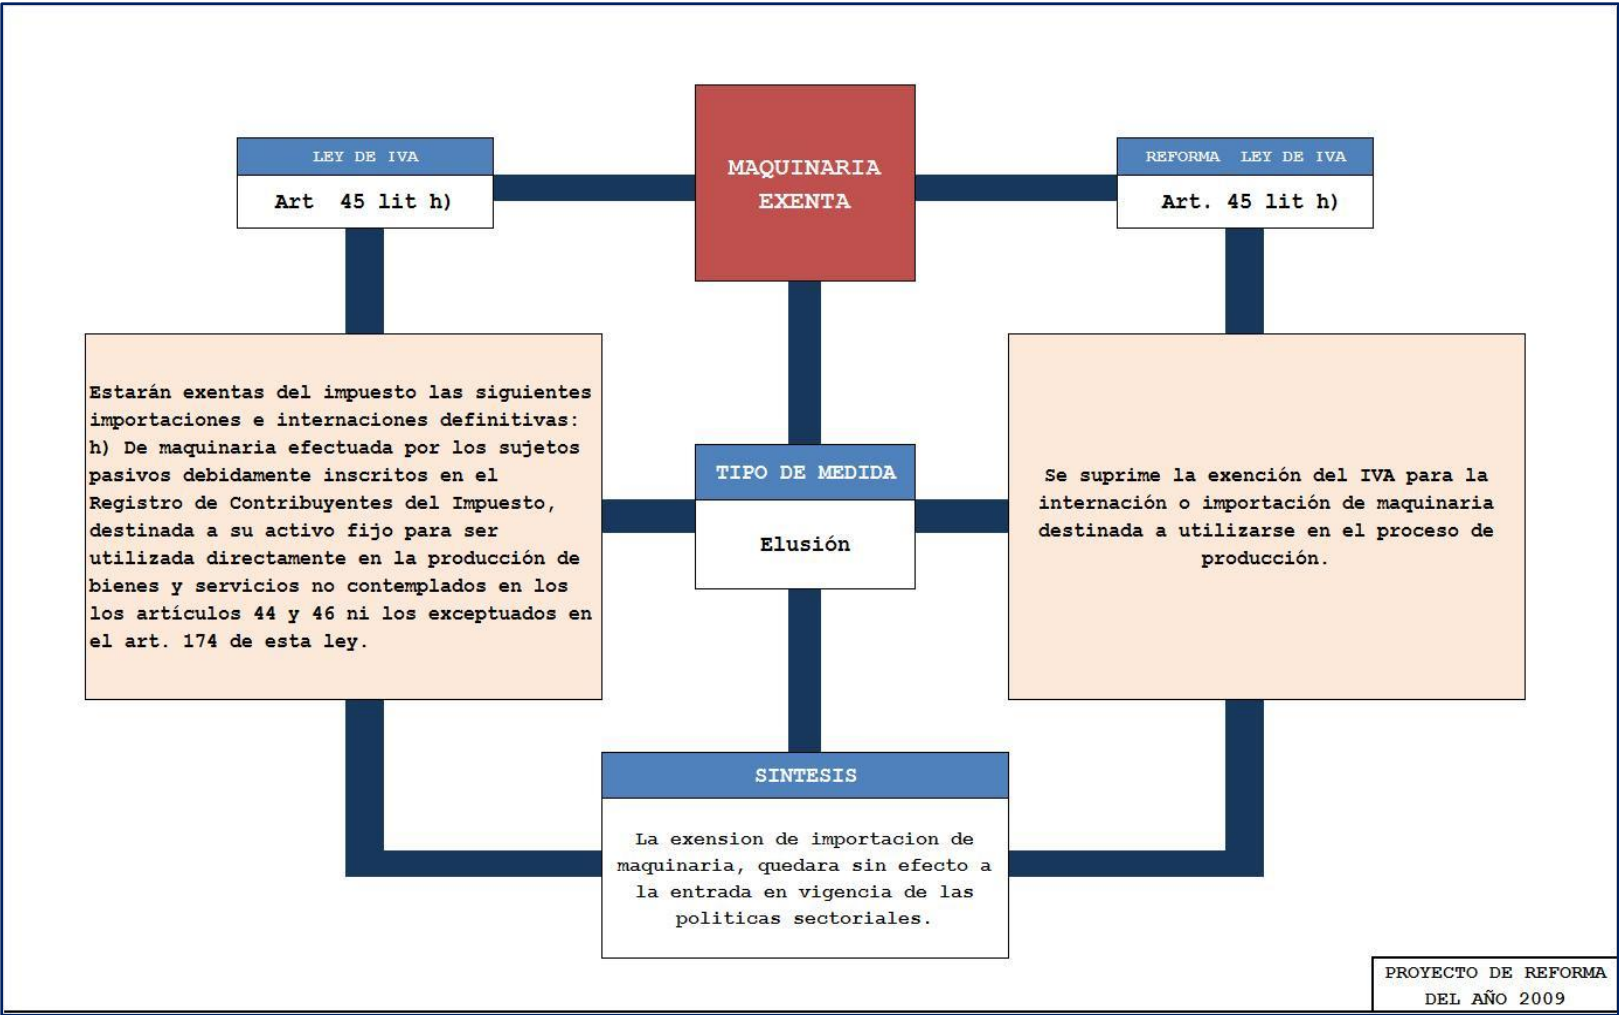 MAQUINARIA
EXENTA
LEY DE IVA
Art 45 lit h)
REFORMA LEY DE IVA
Art. 45 lit h)
Estarán exentas del impuesto las siguientes
importaciones e internaciones definitivas:
h) De maquinaria efectuada por los sujetos
pasivos debidamente inscritos en el
Registro de Contribuyentes del Impuesto,
destinada a su activo fijo para ser
utilizada directamente en la producción de
bienes y servicios no contemplados en los
los artículos 44 y 46 ni los exceptuados en
el art. 174 de esta ley.
TIPO DE MEDIDA
Elusión
Se suprime la exención del IVA para la
internación o importación de maquinaria
destinada a utilizarse en el proceso de
producción.
SINTESIS
La exension de importacion de
maquinaria, quedara sin efecto a
la entrada en vigencia de las
politicas sectoriales.
PROYECTO DE REFORMA
DEL AÑO 2009